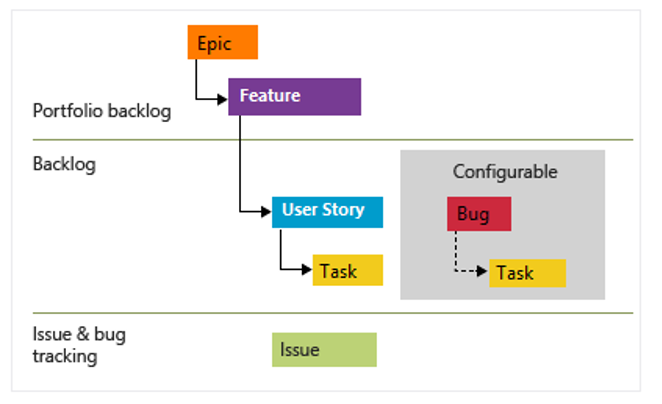 Epic
Feature
Portfolio backlog
Backlog
Configurable
User Story
Bug
Task
Task
Issue & bug
tracking
Issue